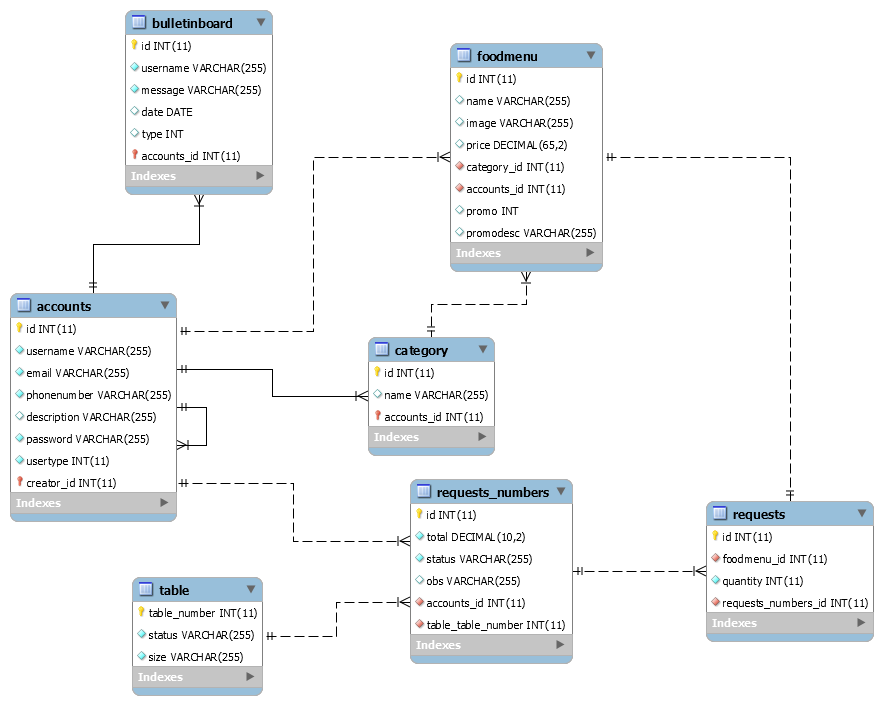 bulletinboard
id INT(11)
username VARCHAR(255)
message VARCHAR(255)
date DATE
type INT
accounts_id INT(11)
Indexes
foodmenu
id INT(11)
name VARCHAR(255)
image VARCHAR(255)
price DECIMAL(65,2)
category_id INT(11)
accounts_id INT(11)
promo INT
promodesc VARCHAR(255)
Indexes
accounts
id INT(11)
username VARCHAR(255)
email VARCHAR(255)
phonenumber VARCHAR(255)
description VARCHAR(255)
password VARCHAR(255)
usertype INT(11)
creator_id INT(11)
Indexes
category
id INT(11)
name VARCHAR(255)
accounts_id INT(11)
Indexes
requests_numbers
id INT(11)
total DECIMAL(10,2)
status VARCHAR(255)
obs VARCHAR(255)
accounts_id INT(11)
table_table_number INT(11)
Indexes
requests
id INT(11)
foodmenu_id INT(11)
quantity INT(11)
requests_numbers_id INT(11)
Indexes
table
table_number INT(11)
status VARCHAR(255)
size VARCHAR(255)
Indexes